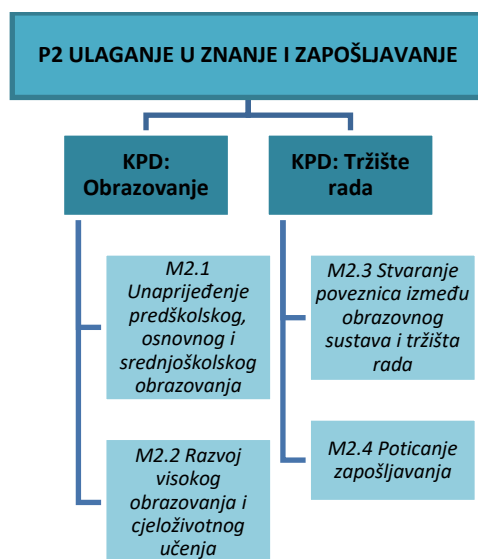 P2 ULAGANJE U ZNANJE I ZAPOŠLJAVANJE
KPD:
Obrazovanje
KPD: Tržište
rada
M2.1
Unaprijeđenje
predškolskog,
osnovnog i
srednjoškolskog
obrazovanja
M2.3 Stvaranje
poveznica između
obrazovnog
sustava i tržišta
rada
M2.2 Razvoj
visokog
obrazovanja i
cjeloživotnog
učenja
M2.4 Poticanje
zapošljavanja